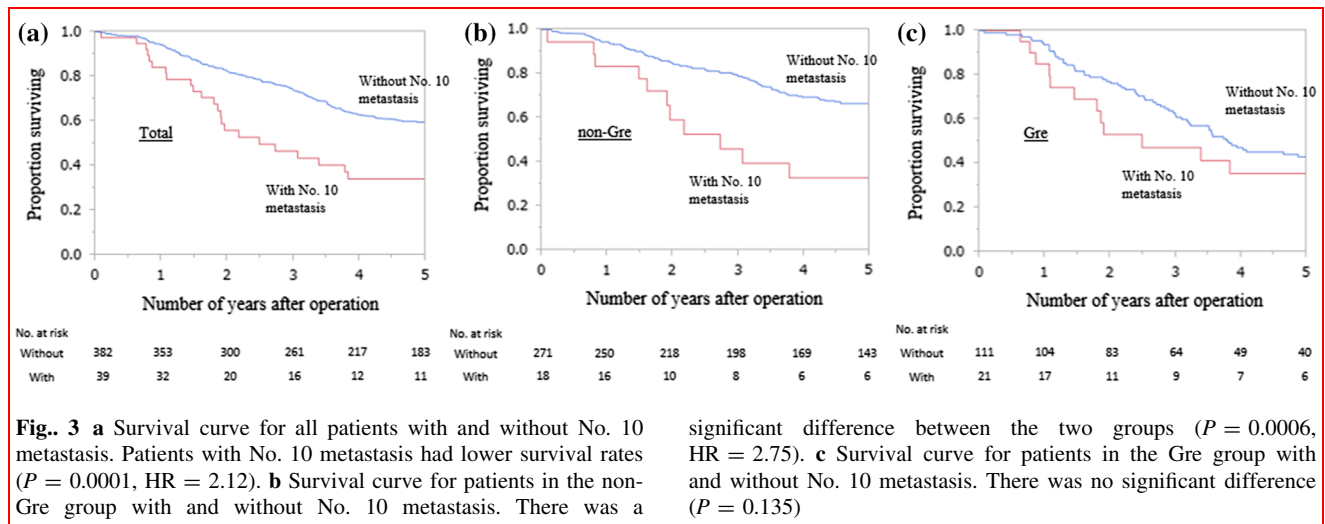 (a)
1.0
0.8
0.6
0.4
0.2
0.0
Proportion surviving
Without No. 10
metastasis
Total
With No. 10
metastasis
0 1 2 3 4 5
Number of years after operation
No. at risk
Without 382 353 300 261 217 183
With 39 32 20 16 12 11
(b)
1.0
0.8
0.6
0.4
0.2
0.0
Proportion surviving
Without No. 10
metastasis
non-Gre
With No. 10
metastasis
0 1 2 3 4 5
Number of years after operation
No. at risk
Without 271 250 218 198 169 143
With 18 16 10 8 6 6
(c)
1.0
0.8
0.6
0.4
0.2
0.0
Proportion surviving
Without No. 10
metastasis
Gre
With No. 10
metastasis
0 1 2 3 4 5
Number of years after operation
No. at risk
Without 111 104 83 64 49 40
With 21 17 11 9 7 6
Fig.. 3 a Survival curve for all patients with and without No. 10
metastasis. Patients with No. 10 metastasis had lower survival rates
(P = 0.0001, HR = 2.12). b Survival curve for patients in the non-
Gre group with and without No. 10 metastasis. There was a
significant difference between the two groups (P = 0.0006,
HR = 2.75). c Survival curve for patients in the Gre group with
and without No. 10 metastasis. There was no significant difference
(P = 0.135)